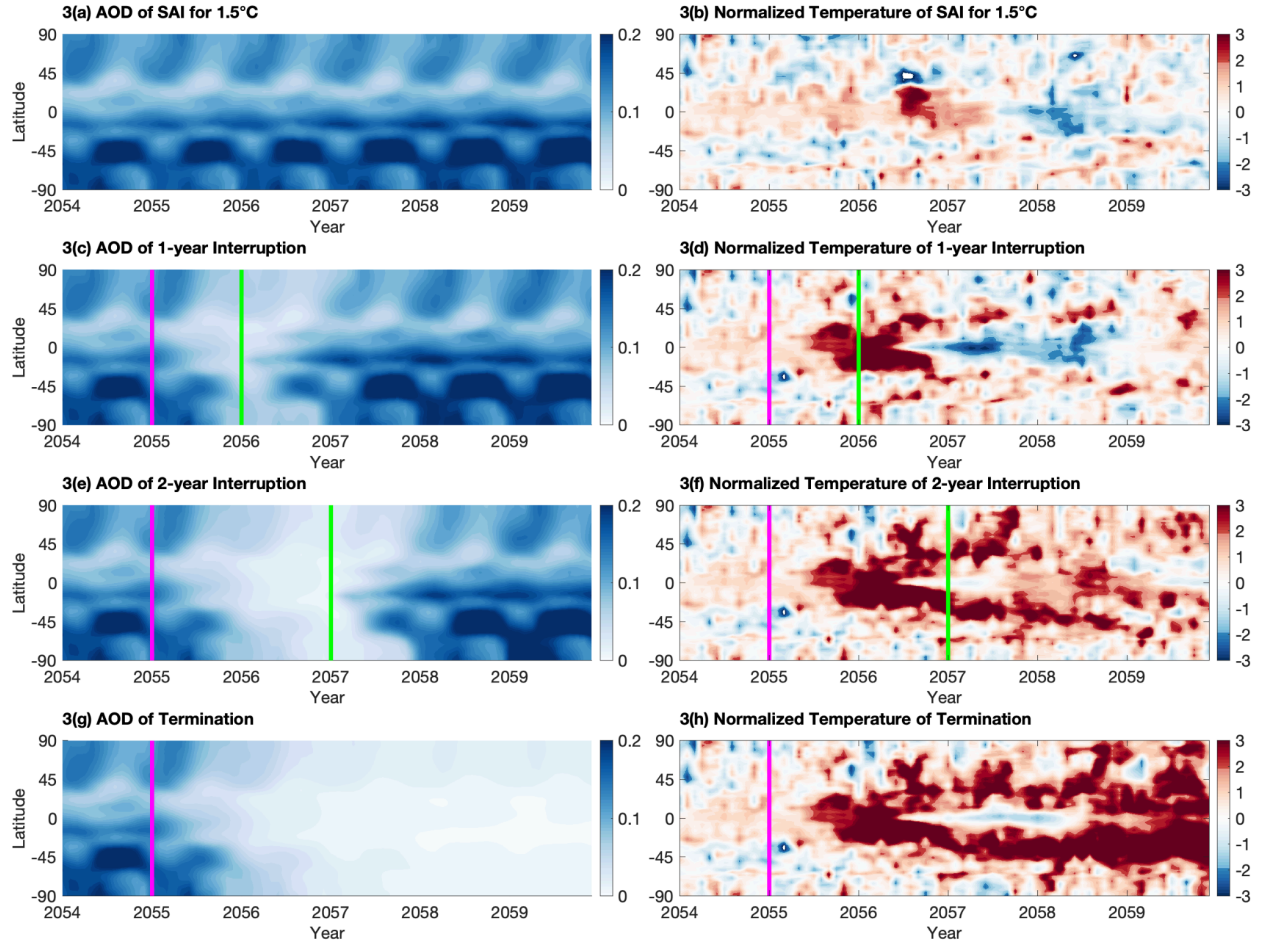 3(a) AOD of SAI for 1.5°C
90
45
0
-45
-90
Latitude
2054 2055 2056 2057 2058 2059
Year
0.2
0.1
0
3(b) Normalized Temperature of SAI for 1.5°C
90
45
0
-45
-90
2054 2055 2056 2057 2058 2059
Year
3
2
1
0
-1
-2
-3
3(c) AOD of 1-year Interruption
90
45
0
-45
-90
Latitude
2054 2055 2056 2057 2058 2059
Year
0.2
0.1
0
3(d) Normalized Temperature of 1-year Interruption
90
45
0
-45
-90
2054 2055 2056 2057 2058 2059
Year
3
2
1
0
-1
-2
-3
3(e) AOD of 2-year Interruption
90
45
0
-45
-90
Latitude
2054 2055 2056 2057 2058 2059
Year
0.2
0.1
0
3(f) Normalized Temperature of 2-year Interruption
90
45
0
-45
-90
2054 2055 2056 2057 2058 2059
Year
3
2
1
0
-1
-2
-3
3(g) AOD of Termination
90
45
0
-45
-90
Latitude
2054 2055 2056 2057 2058 2059
Year
0.2
0.1
0
3(h) Normalized Temperature of Termination
90
45
0
-45
-90
2054 2055 2056 2057 2058 2059
Year
3
2
1
0
-1
-2
-3